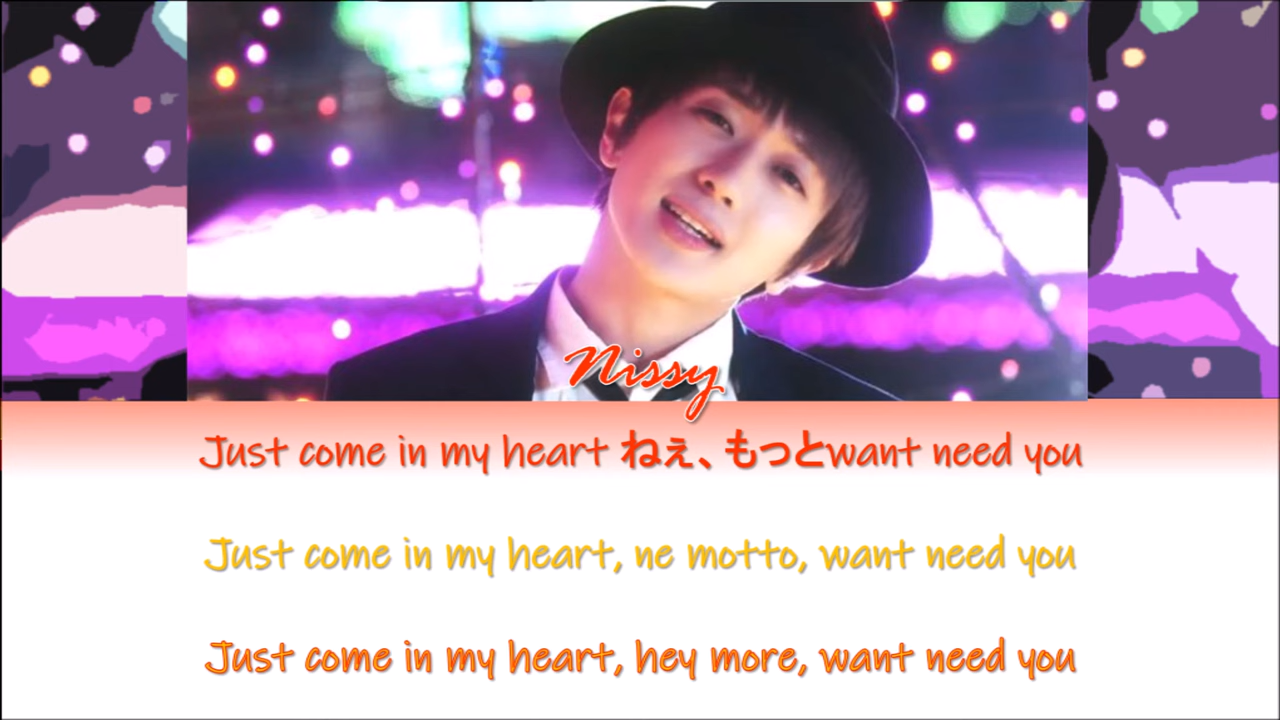 Nissy
Just come in my heart ねぇ、もっとwant need you
Just come in my heart, ne motto, want need you
Just come in my heart, hey more, want need you